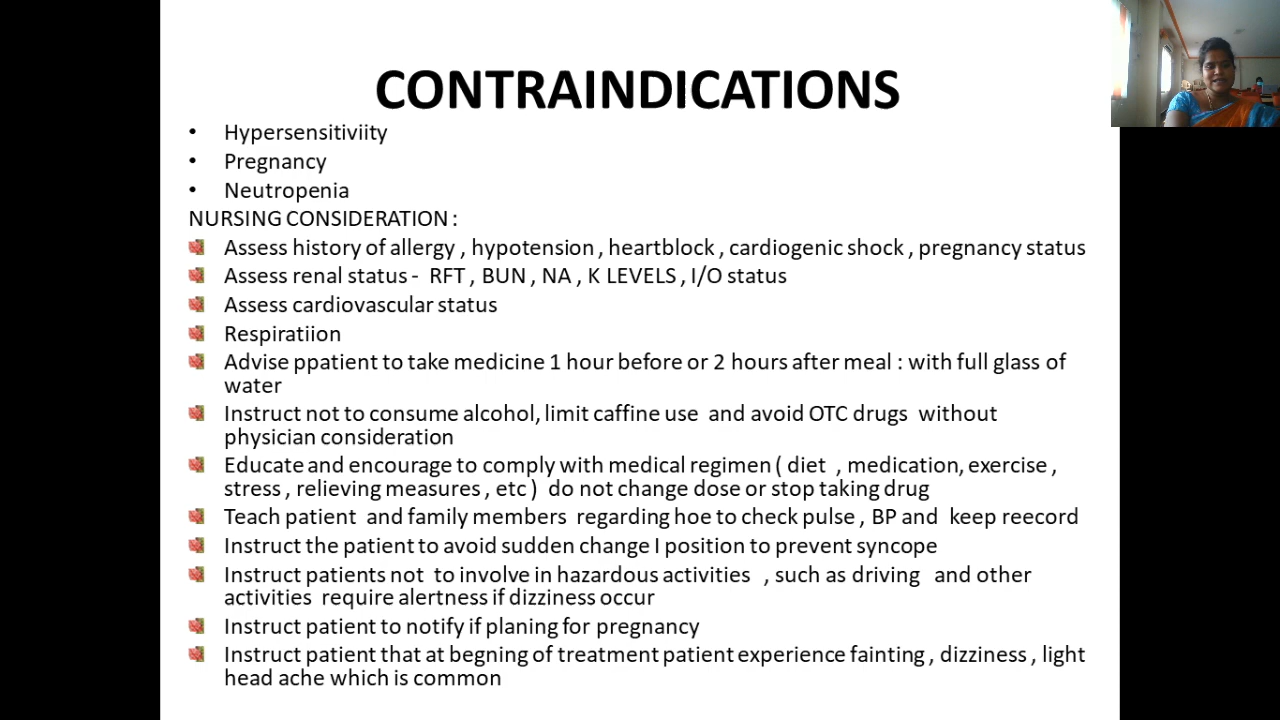 CONTRAINDICATIONS
• Hypersensitiviity
• Pregnancy
• Neutropenia
NURSING CONSIDERATION :
Assess history of allergy , hypotension , heartblock , cardiogenic shock , pregnancy status
Assess renal status - RFT , BUN , NA , K LEVELS , I/O status
Assess cardiovascular status
Respiratiion
Advise ppatient to take medicine 1 hour before or 2 hours after meal : with full glass of
water
Instruct not to consume alcohol, limit caffine use and avoid OTC drugs without
physician consideration
Educate and encourage to comply with medical regimen ( diet , medication, exercise ,
stress , relieving measures , etc ) do not change dose or stop taking drug
Teach patient and family members regarding hoe to check pulse , BP and keep reecord
Instruct the patient to avoid sudden change I position to prevent syncope
Instruct patients not to involve in hazardous activities , such as driving and other
activities require alertness if dizziness occur
Instruct patient to notify if planing for pregnancy
Instruct patient that at begning of treatment patient experience fainting , dizziness , light
head ache which is common